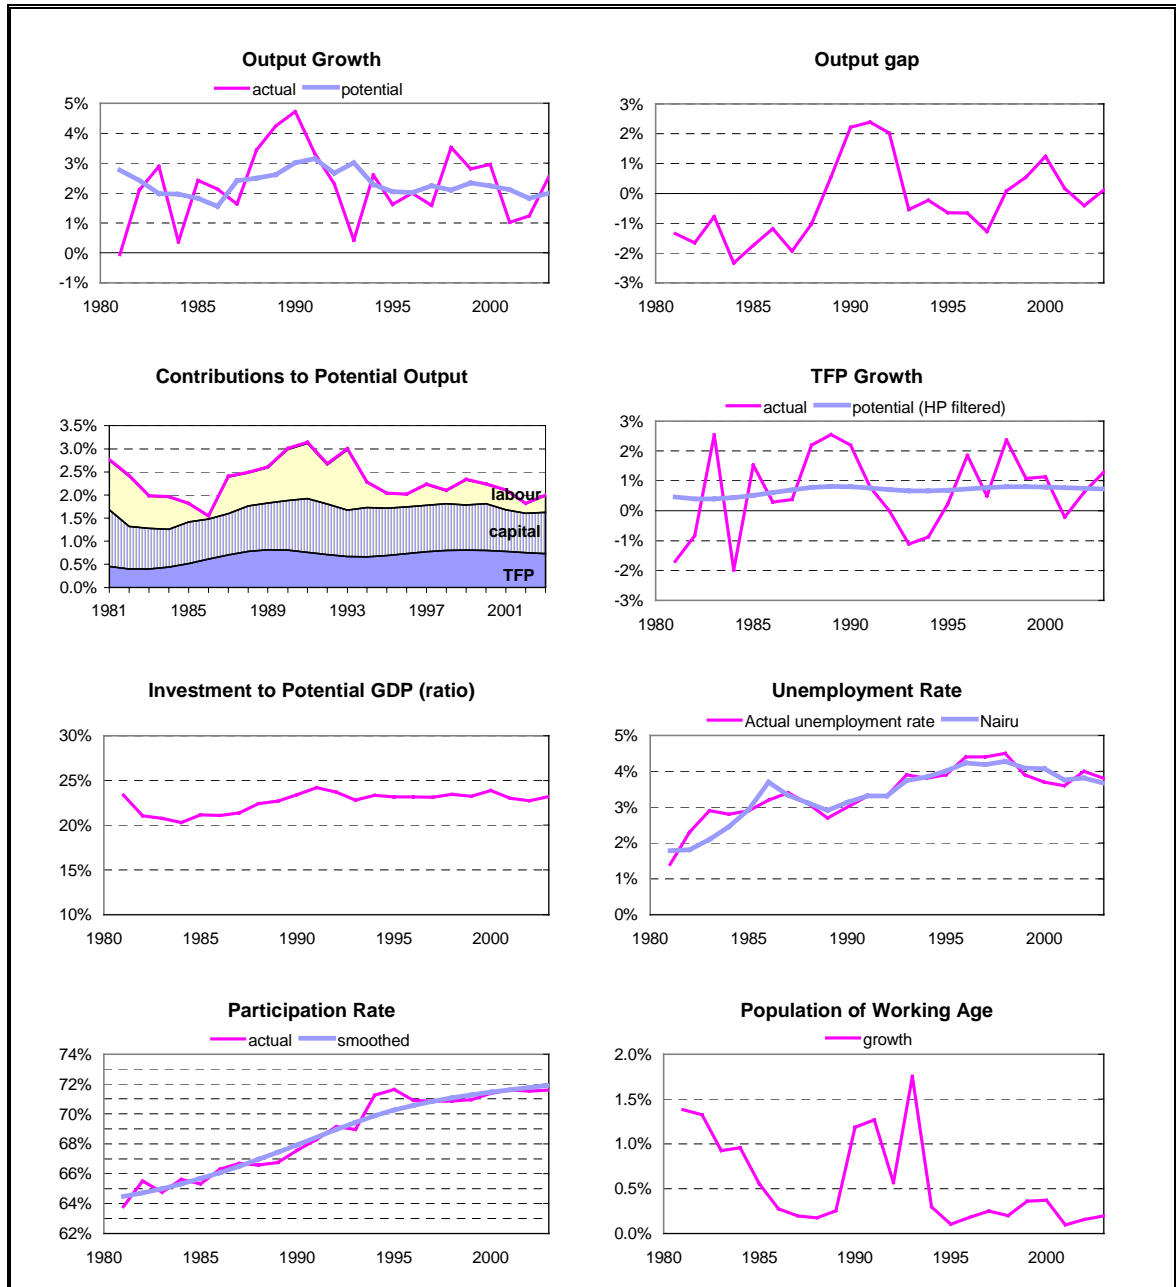 Output Growth
actual potential
5%
4%
3%
2%
1%
0%
-1%
1980 1985 1990 1995 2000
Output gap
3%
2%
1%
0%
-1%
-2%
-3%
1980 1985 1990 1995 2000
Contributions to Potential Output
3.5%
3.0%
2.5%
2.0%
1.5%
1.0%
0.5%
0.0%
labour
capital
TFP
1981 1985 1989 1993 1997 2001
TFP Growth
actual potential (HP filtered)
3%
2%
1%
0%
-1%
-2%
-3%
1980 1985 1990 1995 2000
Investment to Potential GDP (ratio)
30%
25%
20%
15%
10%
1980 1985 1990 1995 2000
Unemployment Rate
Actual unemployment rate Nairu
5%
4%
3%
2%
1%
0%
1980 1985 1990 1995 2000
Participation Rate
actual smoothed
74%
72%
70%
68%
66%
64%
62%
1980 1985 1990 1995 2000
Population of Working Age
growth
2.0%
1.5%
1.0%
0.5%
0.0%
1980 1985 1990 1995 2000